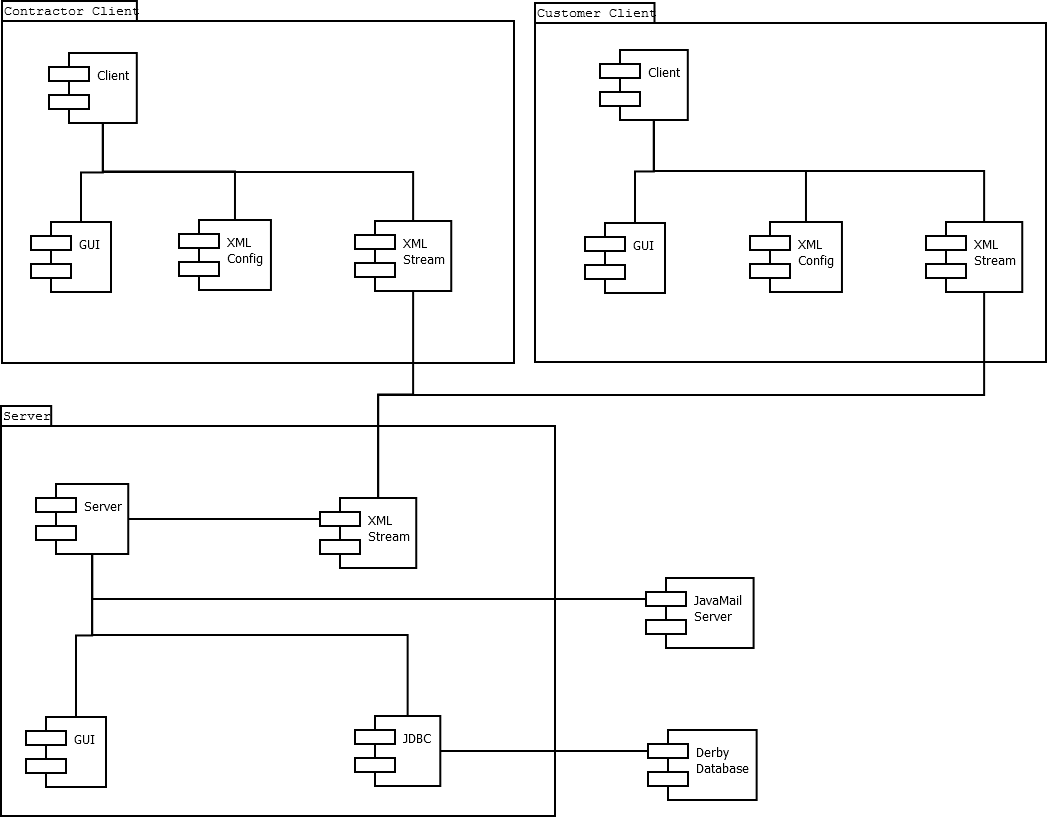 Contractor Client
Client
GUI
XML
Config
XML
Stream
Customer Client
Client
GUI
XML
Config
XML
Stream
Server
Server
XML
Stream
JavaMail
Server
GUI
JDBC
Derby
Database